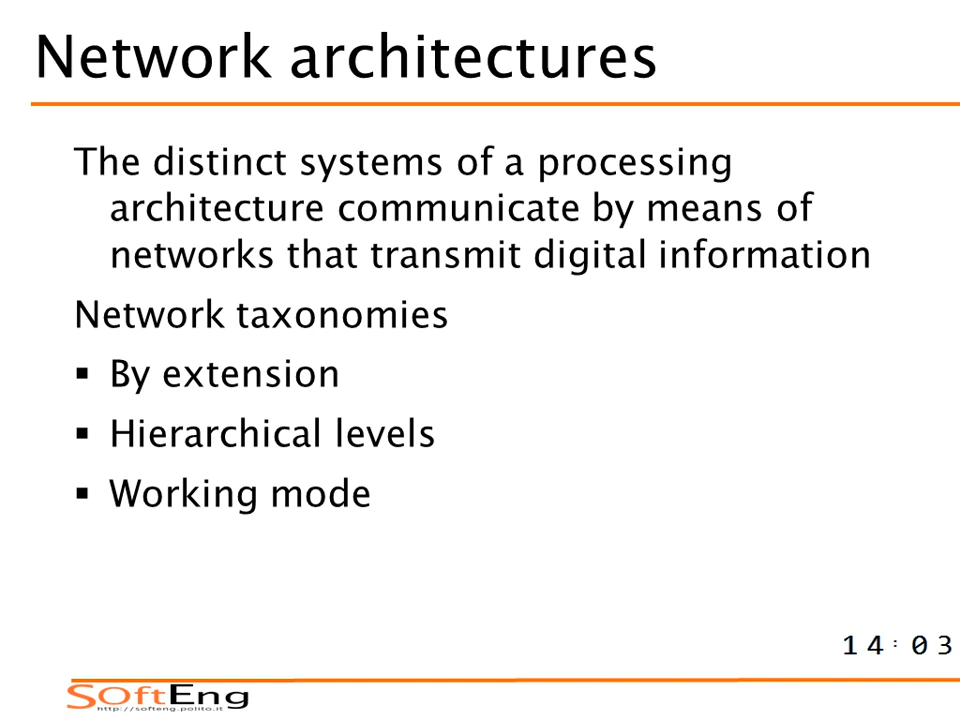 Network architectures
The distinct systems of a processing
architecture communicate by means of
networks that transmit digital information
Network taxonomies
▪ By extension
▪ Hierarchical levels
▪ Working mode
14:03
SOftEng
http://softeng.polito.it